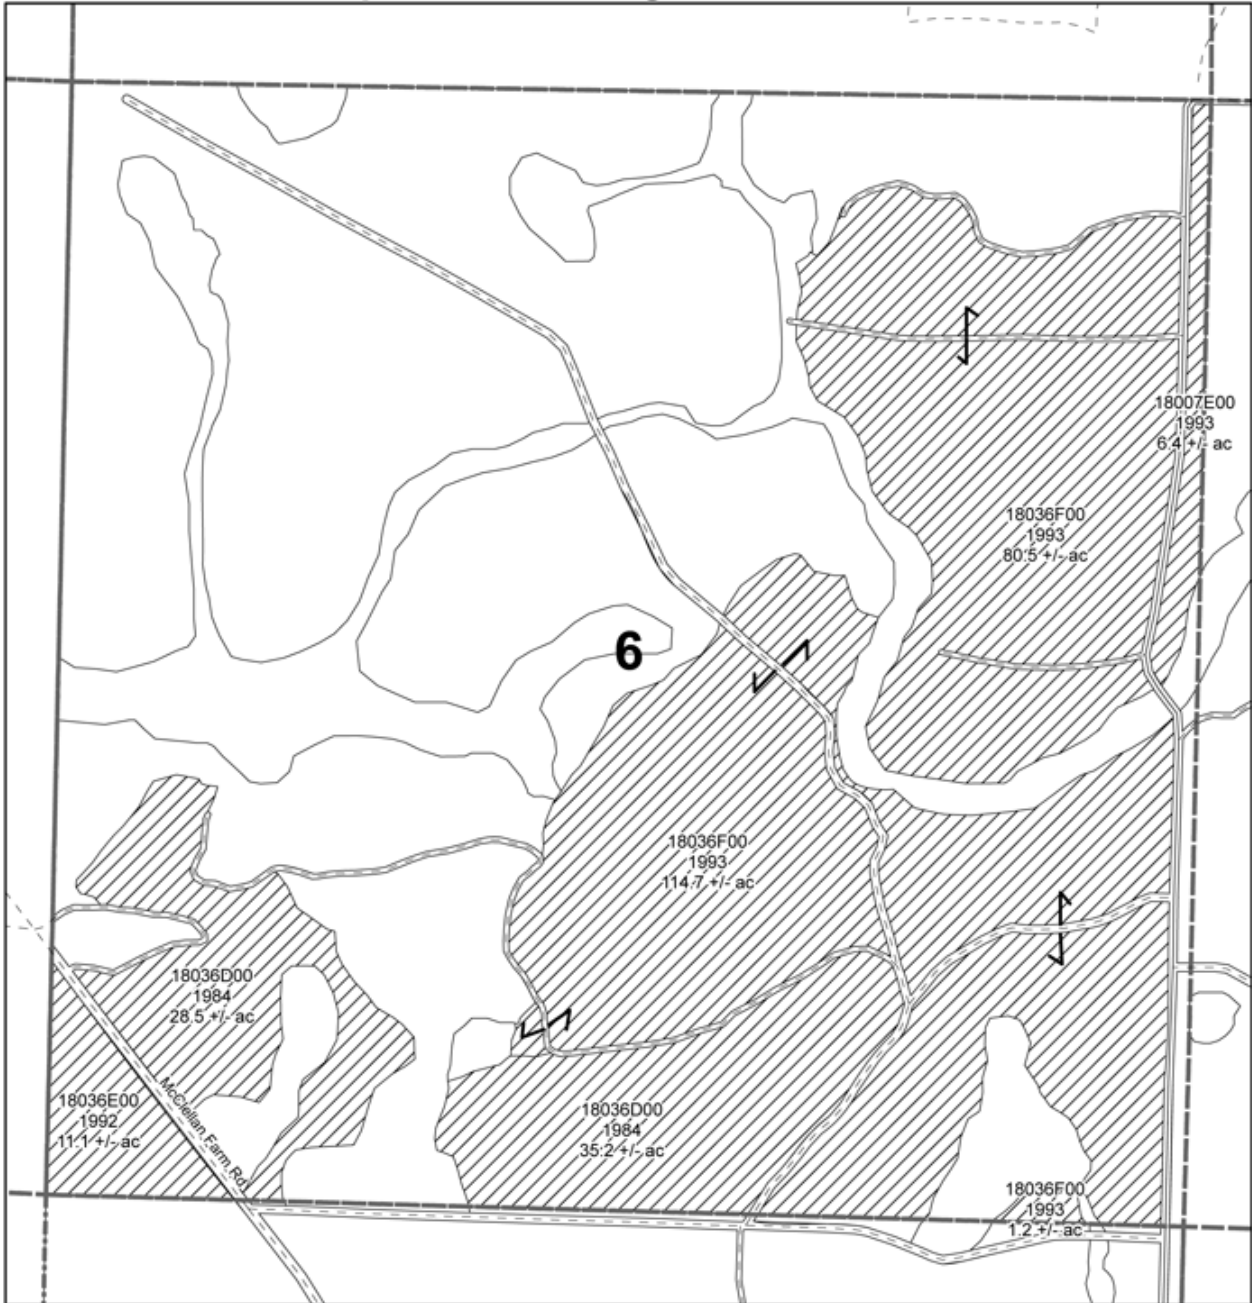 18007E00
1993
6.4 +/- ac
18036F00
1993
80.5 +/- ac
6
18036F00
1993
114.7 +/- ac
18036D00
1984
28.5 +/- ac
18036E00
1992
11.1 +/- ac
McClellan Farm Rd
18036D00
1984
35.2 +/- ac
18036F00
1993
1.2 +/- ac